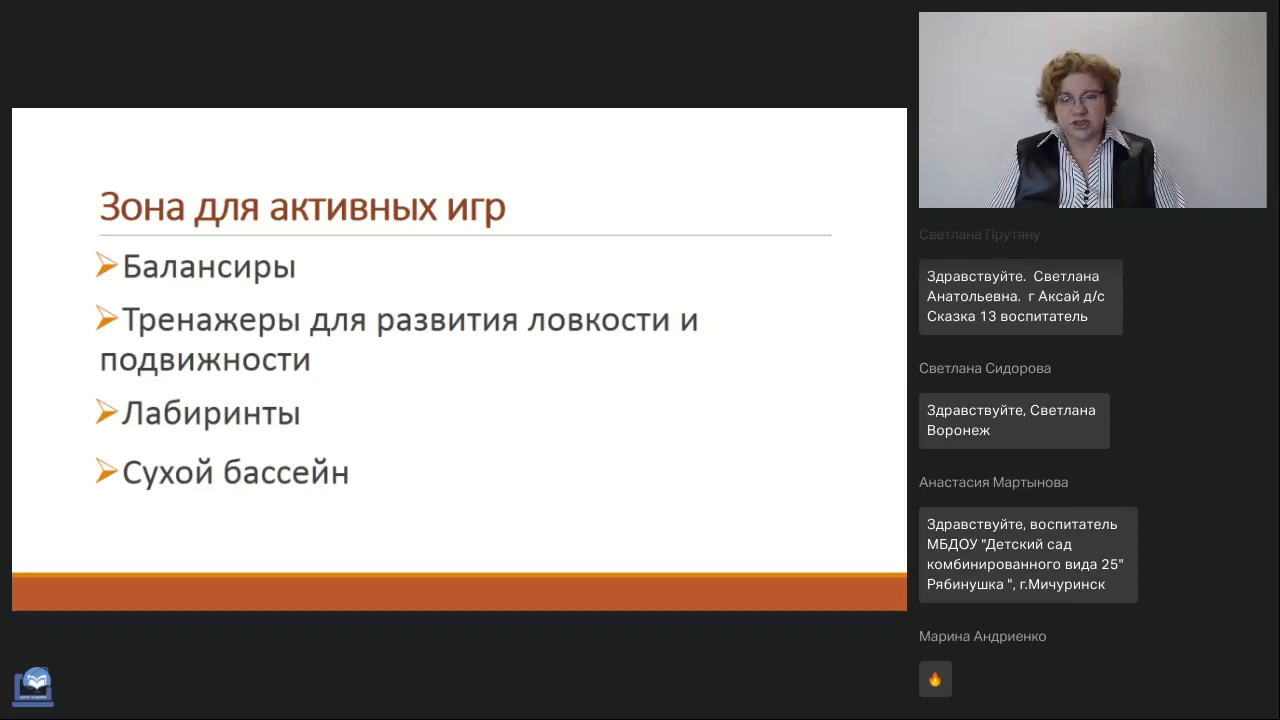 Зона для активных игр
Балансиры
Тренажеры для развития ловкости и
подвижности
Лабиринты
Сухой бассейн
Светлана Прутяну
Здравствуйте. Светлана
Анатольевна. г Аксай д/с
Сказка 13 воспитатель
Светлана Сидорова
Здравствуйте, Светлана
Воронеж
Анастасия Мартынова
Здравствуйте, воспитатель
МБДОУ "Детский сад
комбинированного вида 25"
Рябинушка ", г.Мичуринск
Марина Андриенко